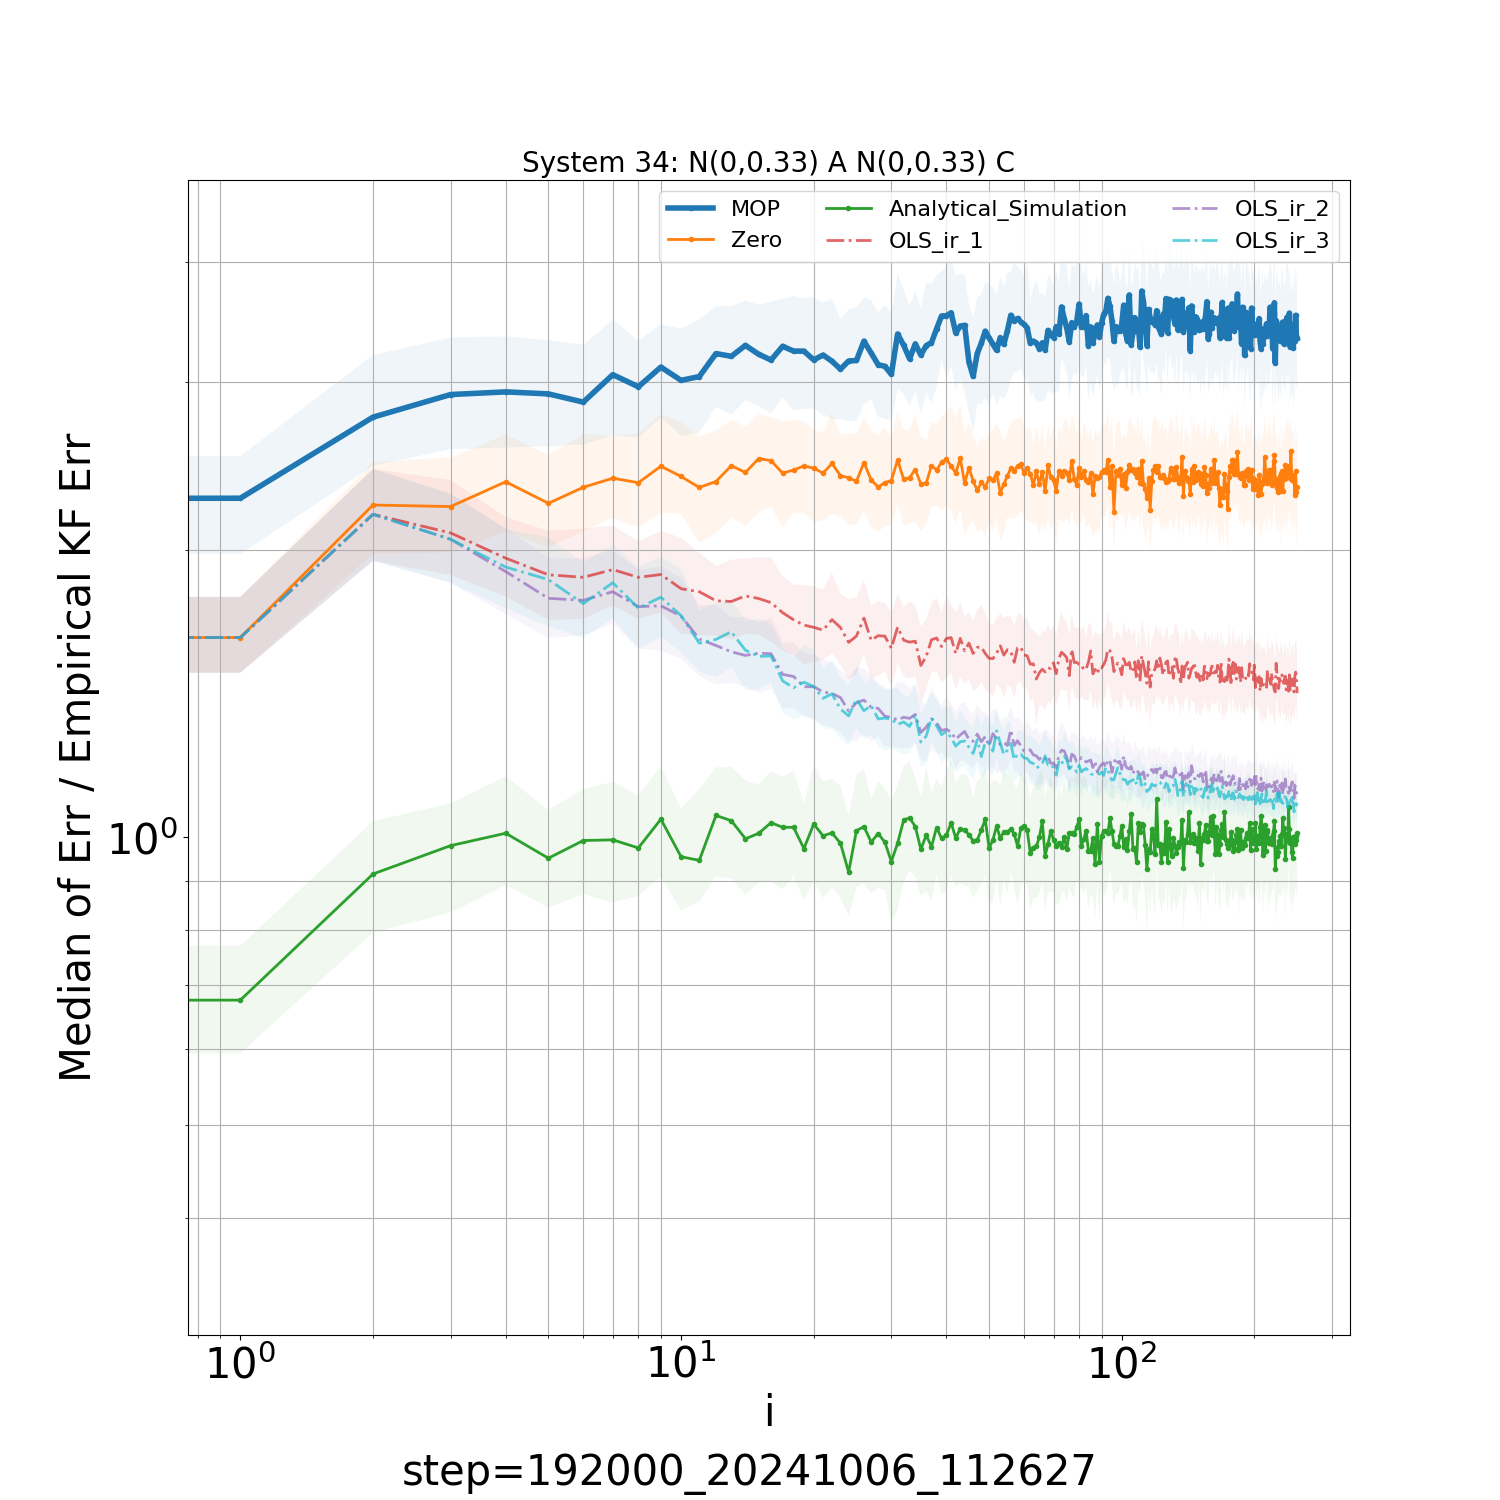 System 34: N(0,0.33) A N(0,0.33) C
MOP
Zero
Analytical_Simulation
OLS_ir_1
OLS_ir_2
OLS_ir_3
Median of Err / Empirical KF Err
10⁰
10⁰ 10¹ 10²
i
step=192000_20241006_112627